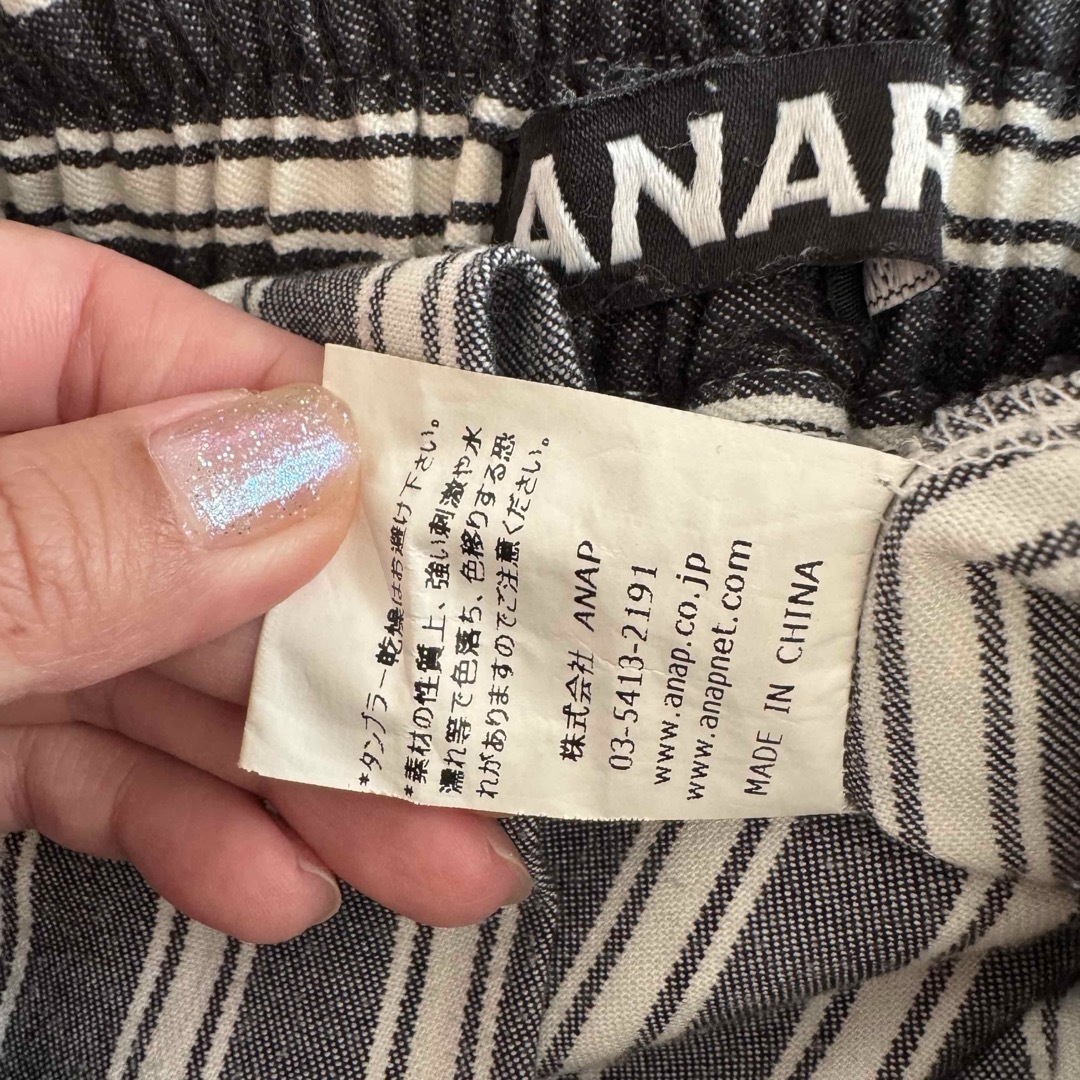 ANAP
*タンブラー乾燥はお避け下さい。
*素材の性質上、強い刺激や水
濡れ等で色落ち、色移りする恐
れがありますのでご注意ください。
株式会社 ANAP
03-5413-2191
www.anap.co.jp
www.anapnet.com
MADE IN CHINA